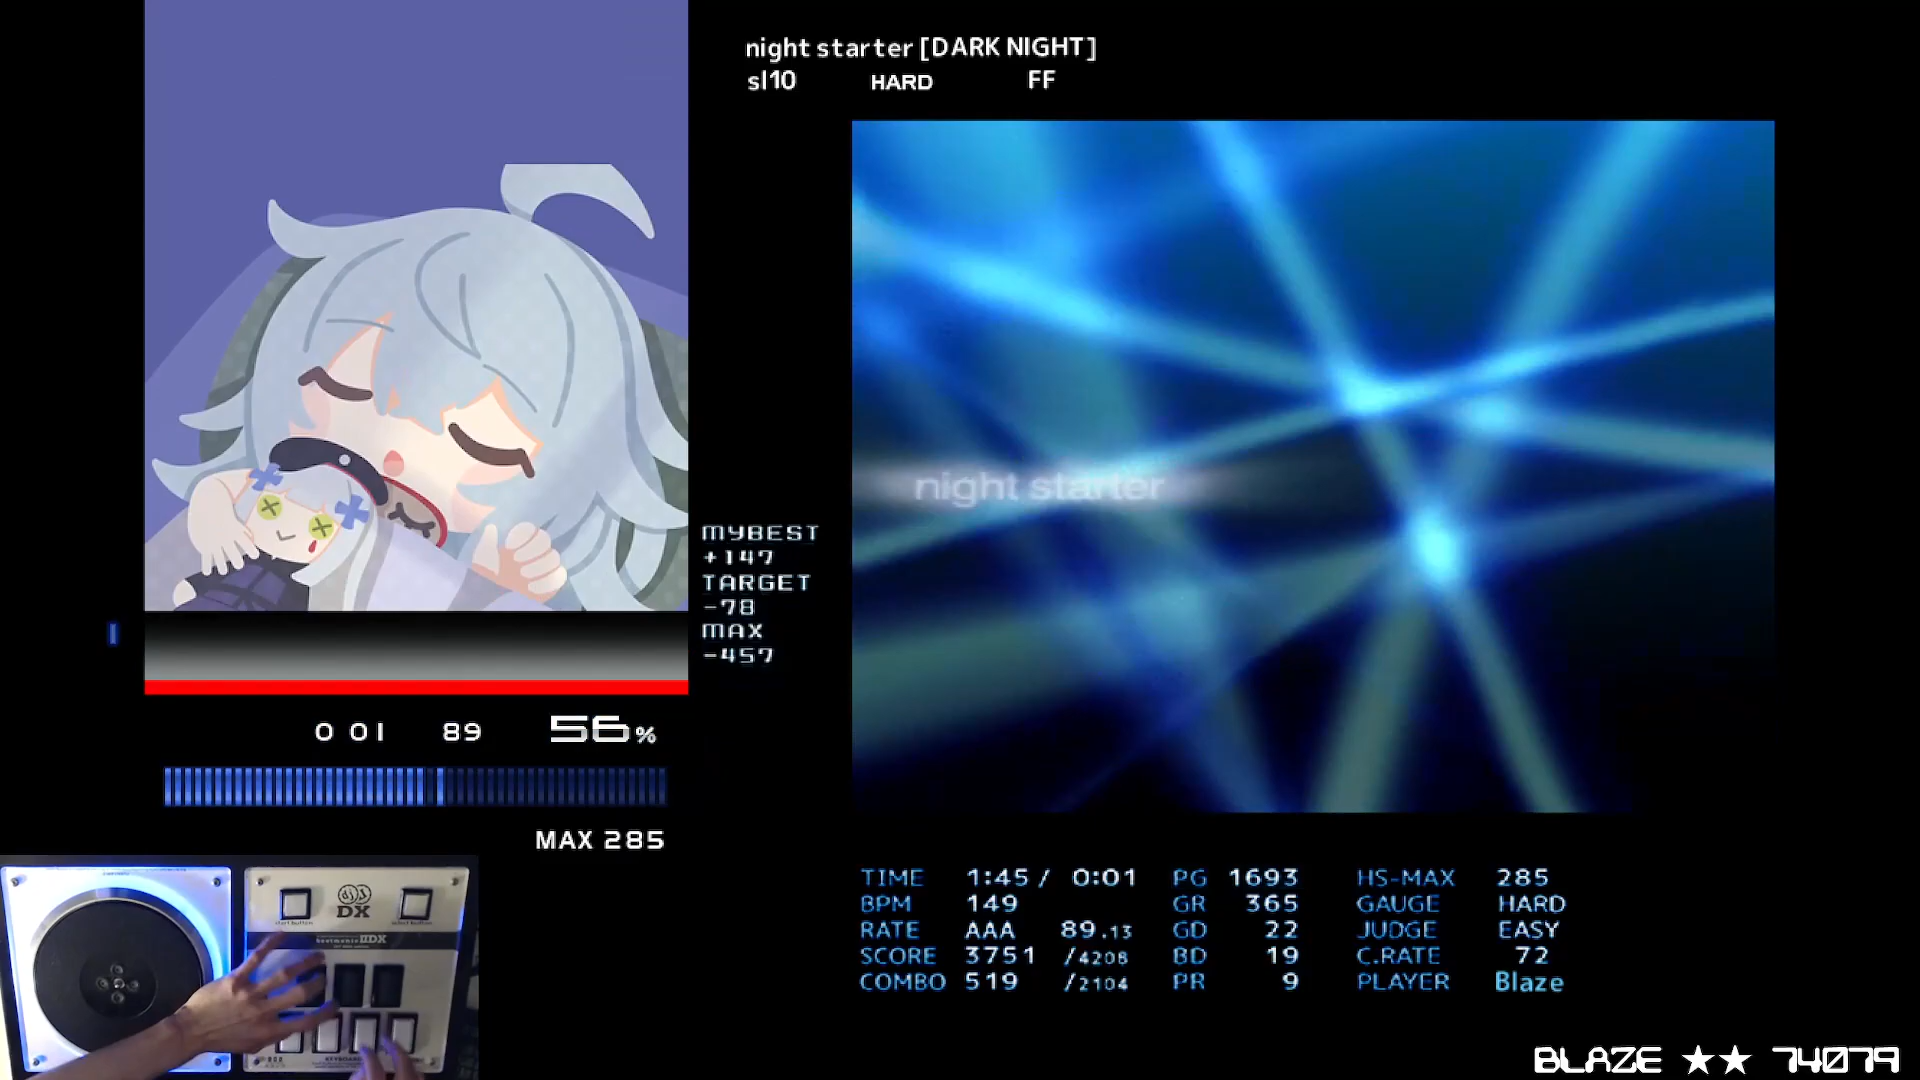 night starter [DARK NIGHT]
sl10 HARD FF
night starter
MYBEST
+147
TARGET
-78
MAX
-457
0 01 89 56%
MAX 285
DX
beatmania IIDX
TIME 1:45 / 0:01 PG 1693 HS-MAX 285
BPM 149 GR 365 GAUGE HARD
RATE AAA 89.13 GD 22 JUDGE EASY
SCORE 3751 /4208 BD 19 C.RATE 72
COMBO 519 /2104 PR 9 PLAYER Blaze
BLAZE ★★ 74079